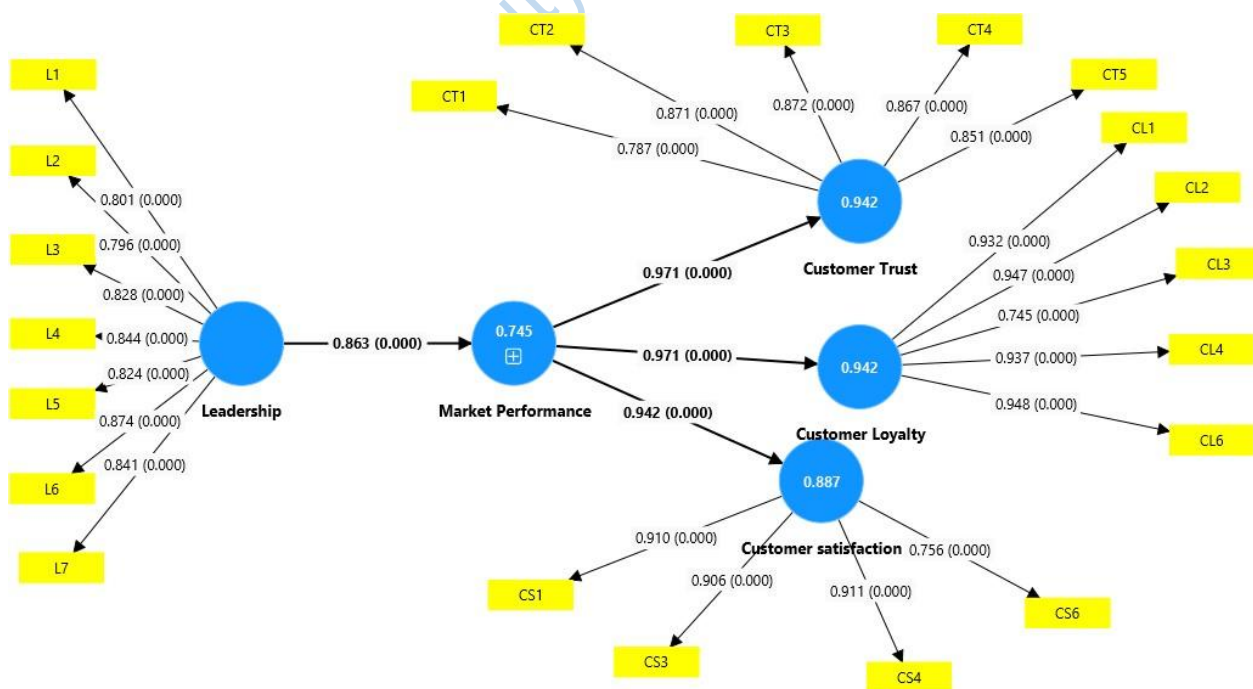 CT2
CT3
CT4
L1
CT5
CT1
0.871 (0.000)
0.872 (0.000)
0.867 (0.000)
0.851 (0.000)
CL1
0.787 (0.000)
L2
0.801 (0.000)
CL2
0.942
0.796 (0.000)
0.932 (0.000)
L3
Customer Trust
CL3
0.971 (0.000)
0.947 (0.000)
0.828 (0.000)
0.745 (0.000)
L4
0.844 (0.000)
0.863 (0.000)
0.745
0.971 (0.000)
0.942
0.937 (0.000)
CL4
0.824 (0.000)
L5
Leadership
Market Performance
0.942 (0.000)
0.948 (0.000)
0.874 (0.000)
Customer Loyalty
CL6
0.841 (0.000)
L6
0.887
0.910 (0.000)
Customer satisfaction
0.756 (0.000)
L7
0.906 (0.000)
0.911 (0.000)
CS1
CS6
CS3
CS4